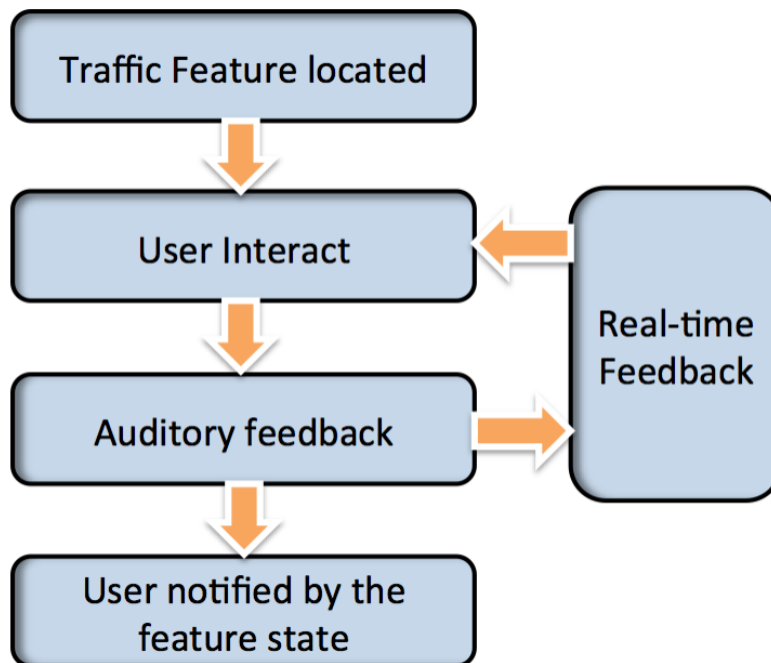 Traffic Feature located
User Interact
Real-time
Feedback
Auditory feedback
User notified by the
feature state